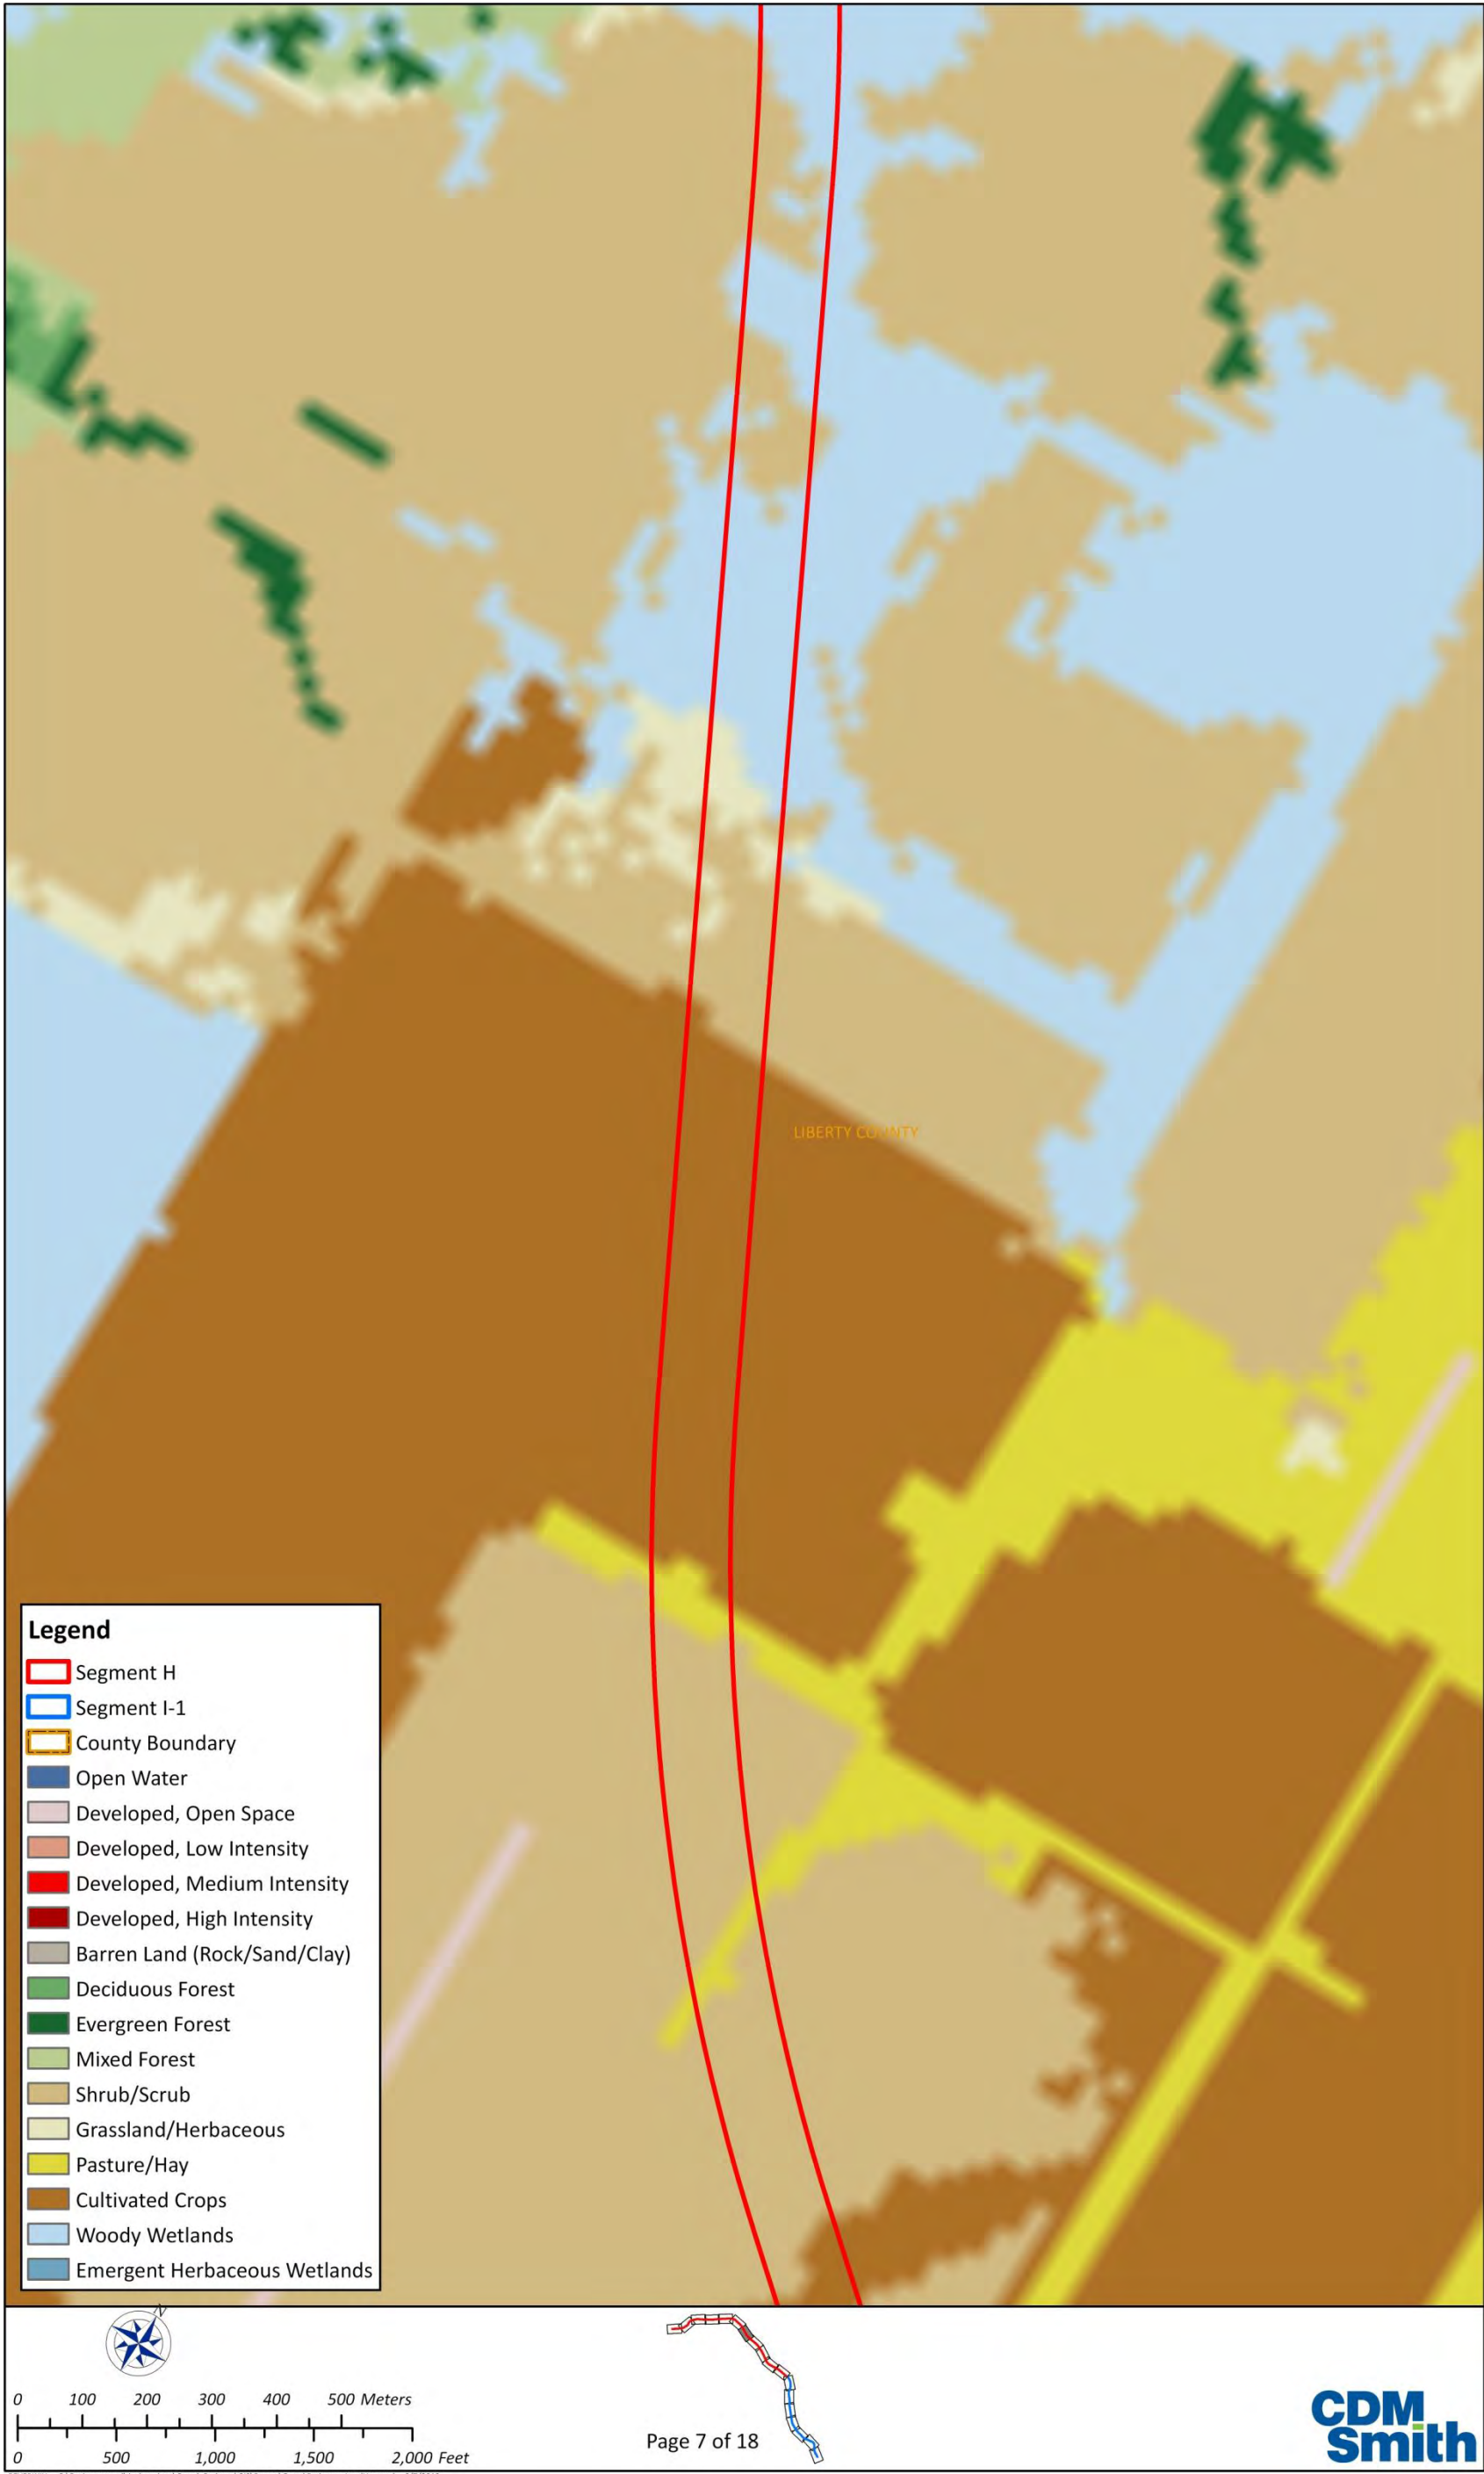 LIBERTY COUNTY
Legend
Segment H
Segment I-1
County Boundary
Open Water
Developed, Open Space
Developed, Low Intensity
Developed, Medium Intensity
Developed, High Intensity
Barren Land (Rock/Sand/Clay)
Deciduous Forest
Evergreen Forest
Mixed Forest
Shrub/Scrub
Grassland/Herbaceous
Pasture/Hay
Cultivated Crops
Woody Wetlands
Emergent Herbaceous Wetlands
N
0 100 200 300 400 500 Meters
0 500 1,000 1,500 2,000 Feet
Page 7 of 18
CDM
Smith